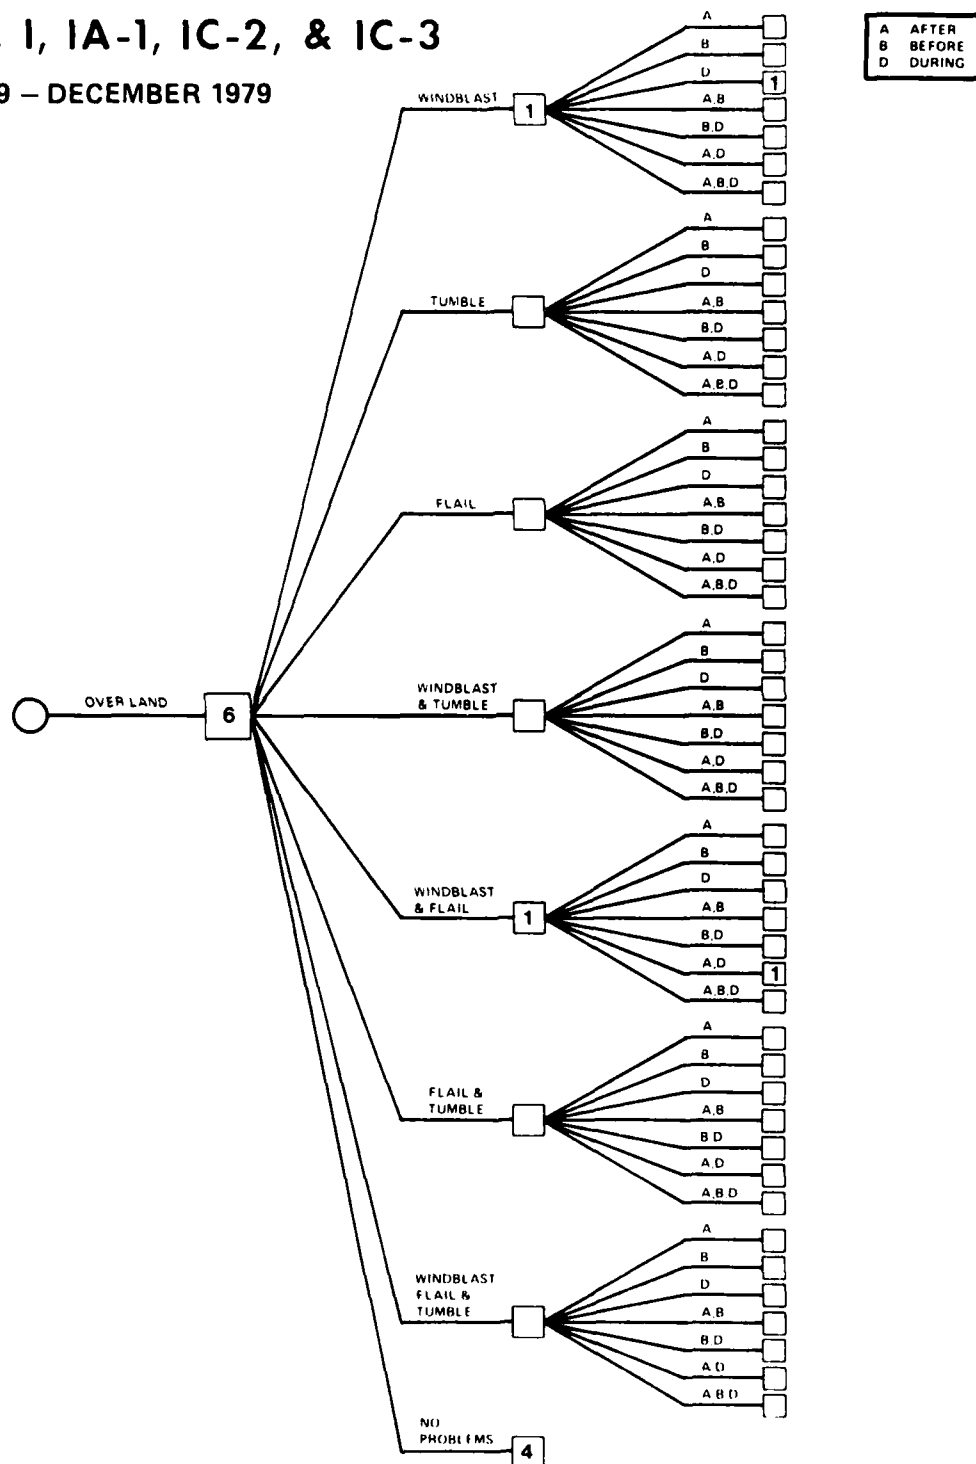 I, IA-1, IC-2, & IC-3
9 – DECEMBER 1979
A AFTER
B BEFORE
D DURING
OVER LAND
6
WINDBLAST
1
A
B
D
1
A,B
B,D
A,D
A,B,D
TUMBLE
A
B
D
A,B
B,D
A,D
A,B,D
FLAIL
A
B
D
A,B
B,D
A,D
A,B,D
WINDBLAST
& TUMBLE
A
B
D
A,B
B,D
A,D
A,B,D
WINDBLAST
& FLAIL
1
A
B
D
A,B
B,D
A,D
1
A,B,D
FLAIL &
TUMBLE
A
B
D
A,B
B D
A,D
A,B,D
WINDBLAST
FLAIL &
TUMBLE
A
B
D
A,B
B D
A D
A B D
NO
PROBLEMS
4